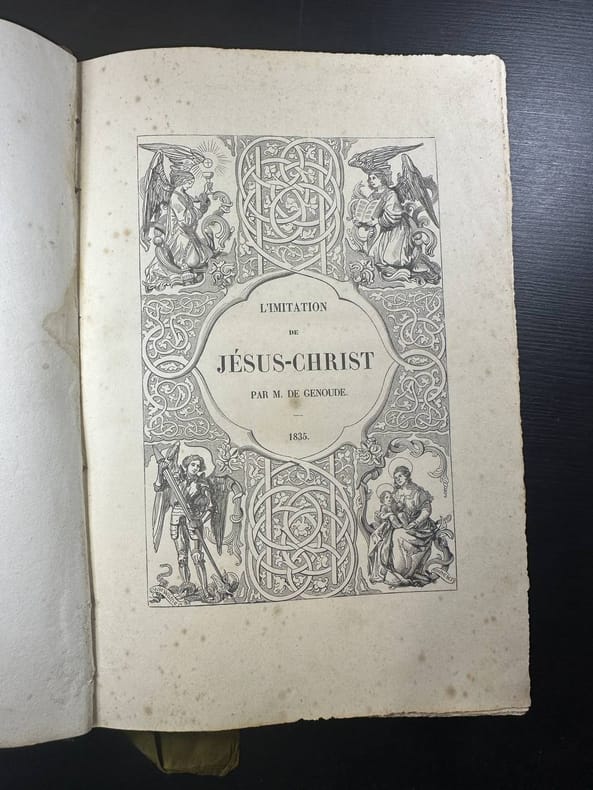 L'IMITATION
DE
JÉSUS-CHRIST
PAR M. DE GENOUDE.
1835.